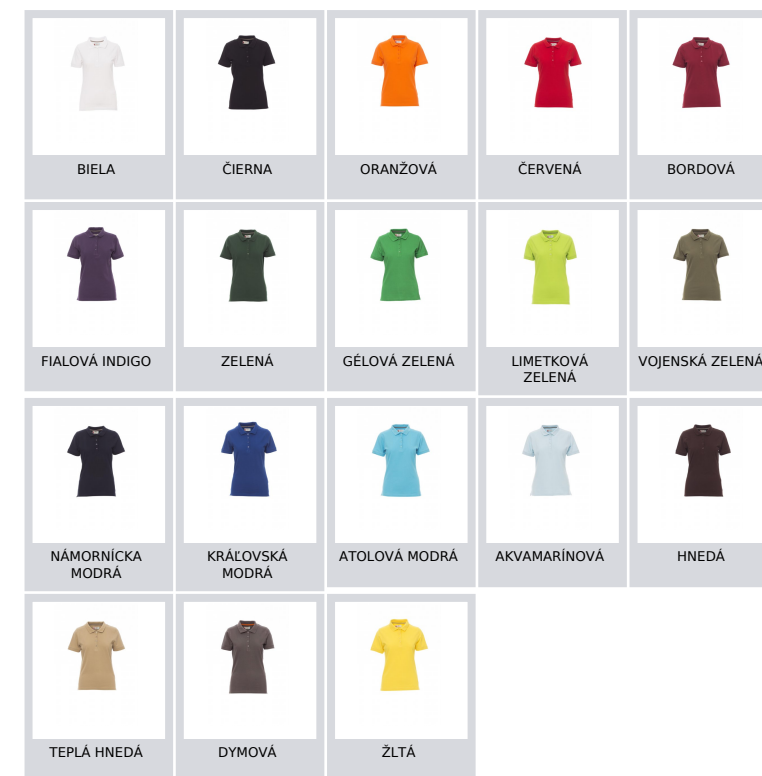 BIELA
ČIERNA
ORANŽOVÁ
ČERVENÁ
BORDOVÁ
FIALOVÁ INDIGO
ZELENÁ
GÉLOVÁ ZELENÁ
LIMETKOVÁ
ZELENÁ
VOJENSKÁ ZELENÁ
NÁMORNÍCKA
MODRÁ
KRÁĽOVSKÁ
MODRÁ
ATOLOVÁ MODRÁ
AKVAMARÍNOVÁ
HNEDÁ
TEPLÁ HNEDÁ
DYMOVÁ
ŽLTÁ